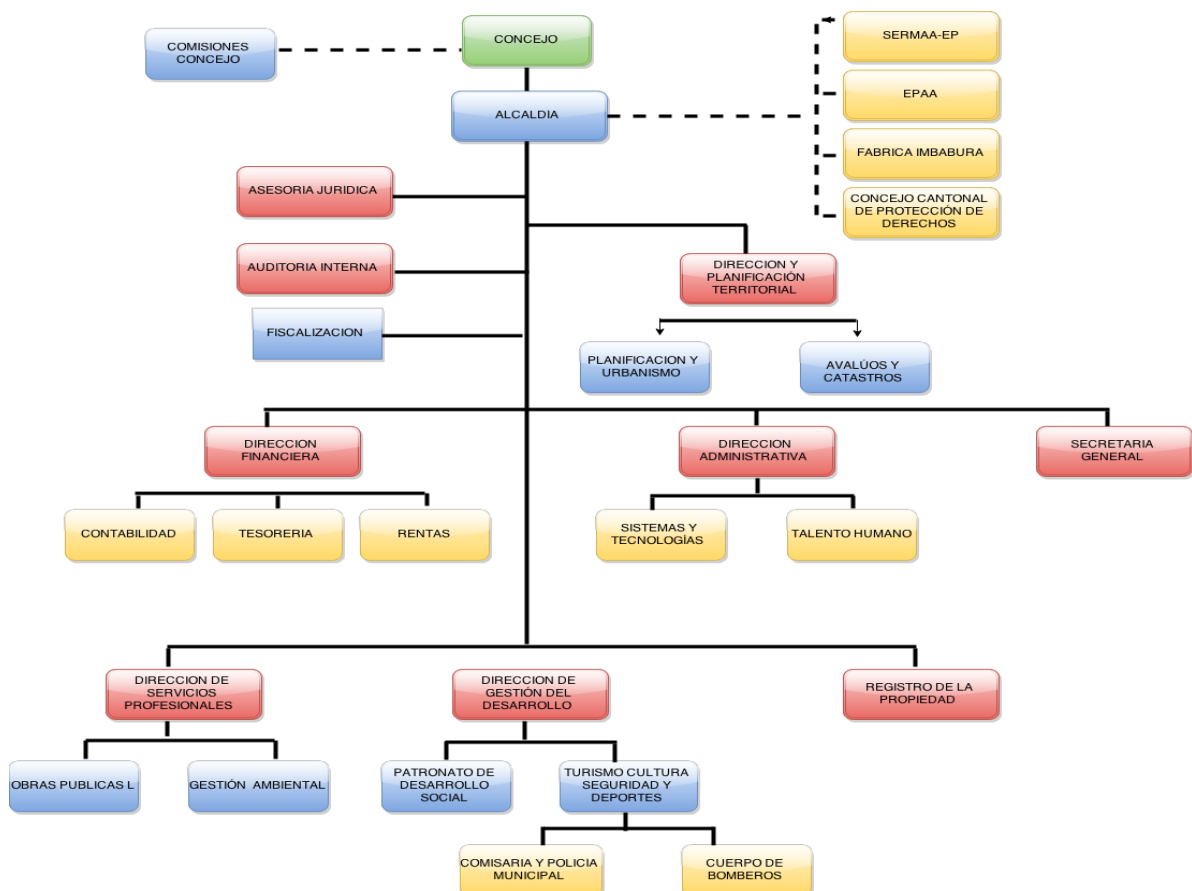 CONCEJO
COMISIONES
CONCEJO
SERMAA-EP
EPAA
ALCALDIA
FABRICA IMBABURA
ASESORIA JURIDICA
CONCEJO CANTONAL
DE PROTECCIÓN DE
DERECHOS
AUDITORIA INTERNA
DIRECCION Y
PLANIFICACIÓN
TERRITORIAL
FISCALIZACION
PLANIFICACION Y
URBANISMO
AVALÚOS Y
CATASTROS
DIRECCION
FINANCIERA
DIRECCION
ADMINISTRATIVA
SECRETARIA
GENERAL
CONTABILIDAD
TESORERIA
RENTAS
SISTEMAS Y
TECNOLOGÍAS
TALENTO HUMANO
DIRECCION DE
SERVICIOS
PROFESIONALES
DIRECCION DE
GESTIÓN DEL
DESARROLLO
REGISTRO DE LA
PROPIEDAD
OBRAS PUBLICAS L
GESTIÓN AMBIENTAL
PATRONATO DE
DESARROLLO
SOCIAL
TURISMO CULTURA
SEGURIDAD Y
DEPORTES
COMISARIA Y POLICIA
MUNICIPAL
CUERPO DE
BOMBEROS